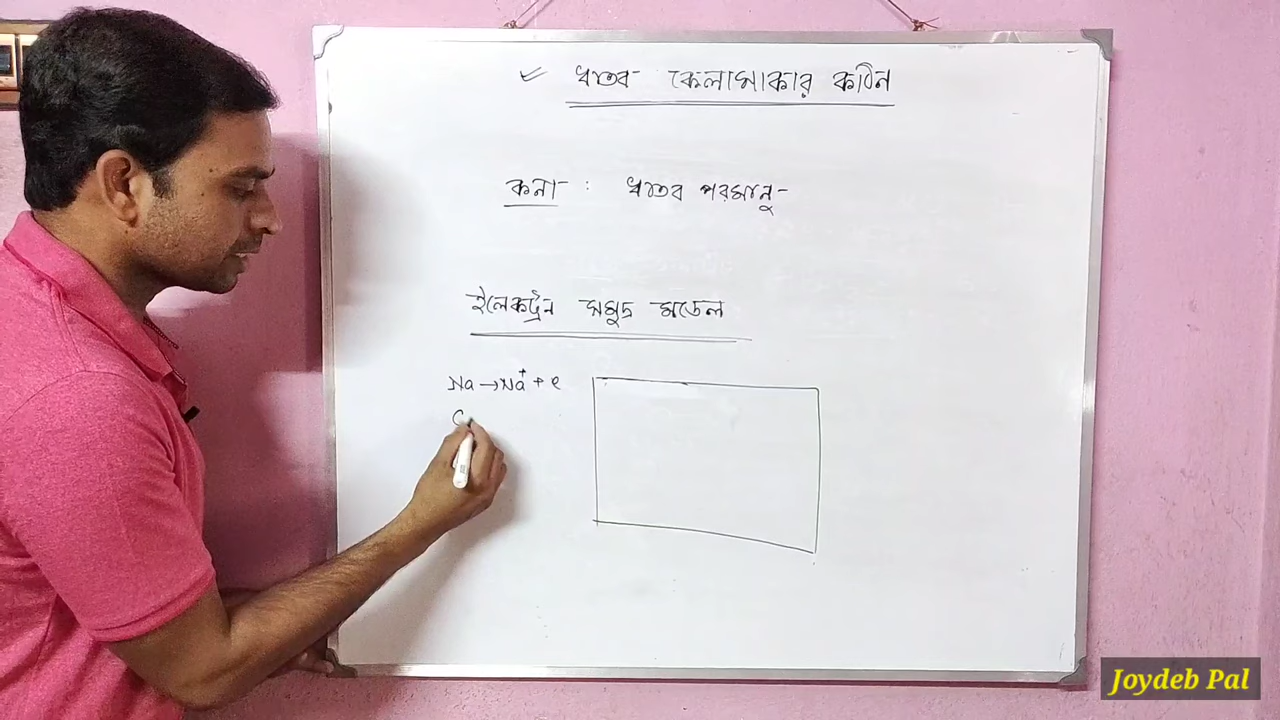 ✓ ধাতব কেলাসাকার কঠিন
কনা : ধাতব পরমানু
ইলেকট্রন সমুদ্র মডেল
Na → Na⁺ + e
C
Joydeb Pal